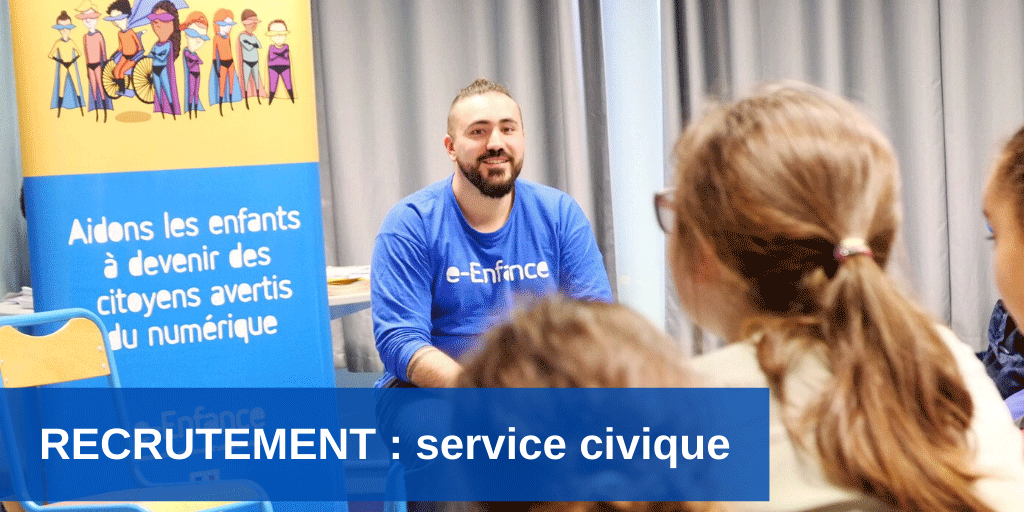 Aidons les enfants
à devenir des
citoyens avertis
du numérique
e-Enfance
e-Enfance
RECRUTEMENT : service civique